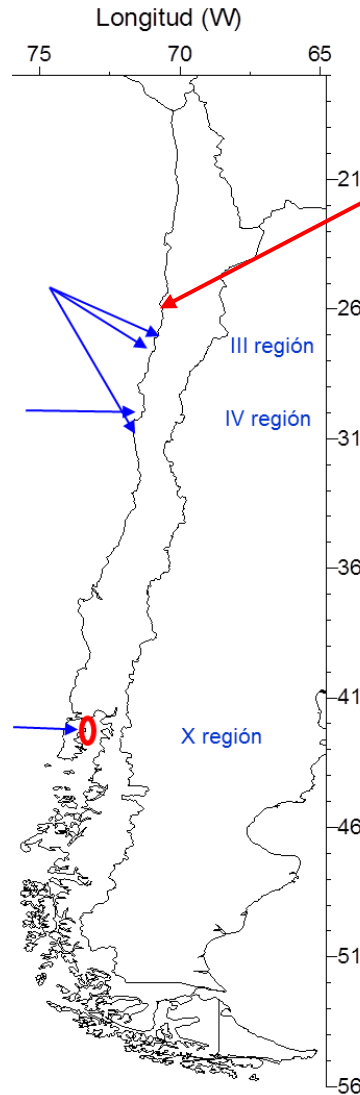 Longitud (W)
75 70 65
21
26
III región
IV región
31
36
41
X región
46
51
56